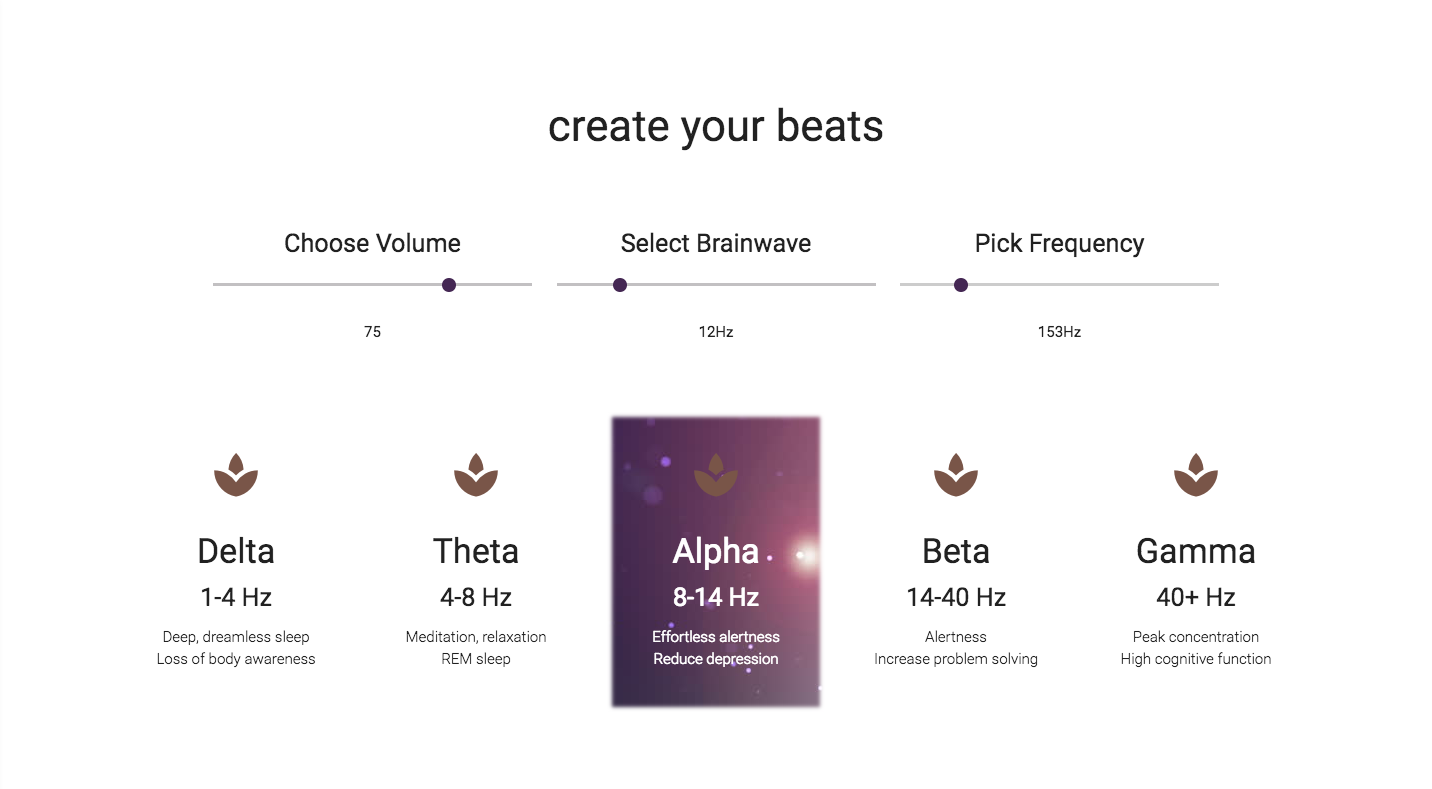 create your beats
Choose Volume
Select Brainwave
Pick Frequency
75
12Hz
153Hz
Delta
1-4 Hz
Deep, dreamless sleep
Loss of body awareness
Theta
4-8 Hz
Meditation, relaxation
REM sleep
Alpha
8-14 Hz
Effortless alertness
Reduce depression
Beta
14-40 Hz
Alertness
Increase problem solving
Gamma
40+ Hz
Peak concentration
High cognitive function